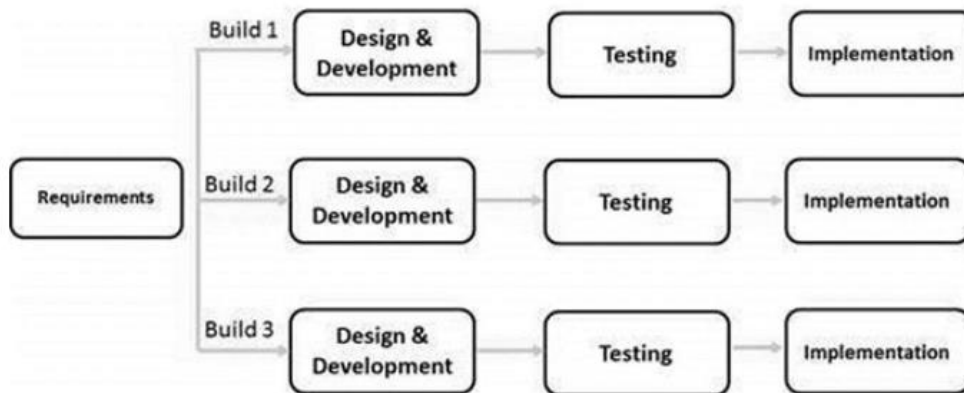 Build 1
Design &
Development
Testing
Implementation
Requirements
Build 2
Design &
Development
Testing
Implementation
Build 3
Design &
Development
Testing
Implementation